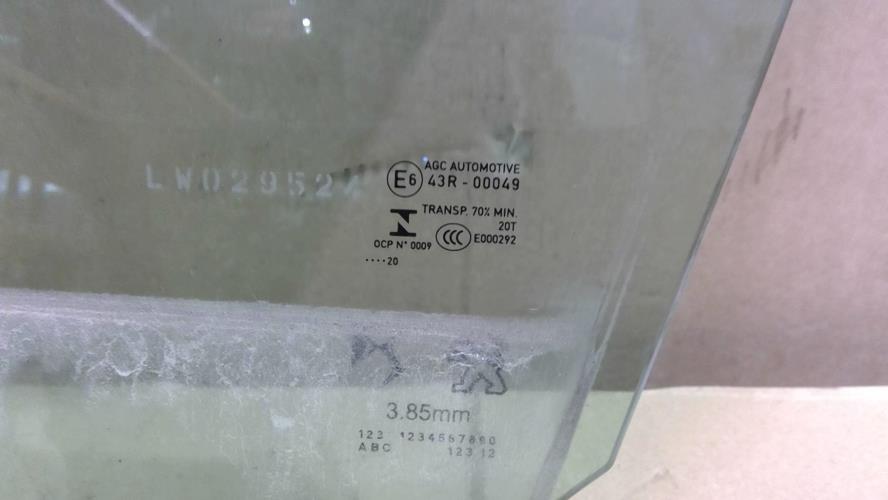 AGC AUTOMOTIVE
E6 43R - 00049
LW02952
TRANSP. 70% MIN.
20T
OCP N° 0009 CCC E000292
....20
3.85mm
123 1234567890
ABC 123 12